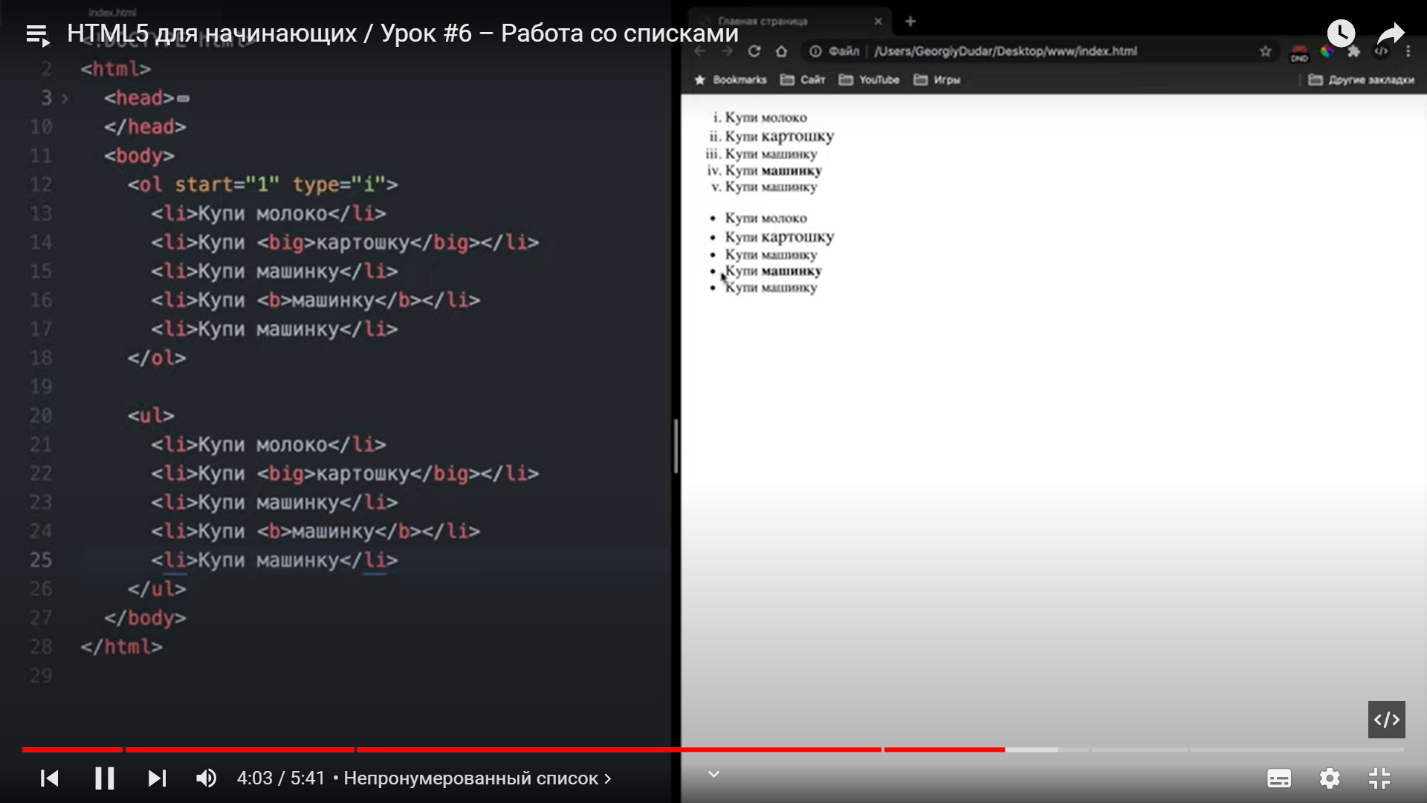 index.html
HTML5 для начинающих / Урок #6 – Работа со списками
<!DOCTYPE html>
2 <html>
3 <head>
10 </head>
11 <body>
12 <ol start="1" type="i">
13 <li>Купи молоко</li>
14 <li>Купи <big>картошку</big></li>
15 <li>Купи машинку</li>
16 <li>Купи <b>машинку</b></li>
17 <li>Купи машинку</li>
18 </ol>
19
20 <ul>
21 <li>Купи молоко</li>
22 <li>Купи <big>картошку</big></li>
23 <li>Купи машинку</li>
24 <li>Купи <b>машинку</b></li>
25 <li>Купи машинку</li>
26 </ul>
27 </body>
28 </html>
29
Главная страница
Файл | /Users/GeorgiyDudar/Desktop/www/index.html
DND
Bookmarks Сайт YouTube Игры Другие закладки
i. Купи молоко
ii. Купи картошку
iii. Купи машинку
iv. Купи машинку
v. Купи машинку
• Купи молоко
• Купи картошку
• Купи машинку
• Купи машинку
• Купи машинку
</>
4:03 / 5:41 • Непронумерованный список ›